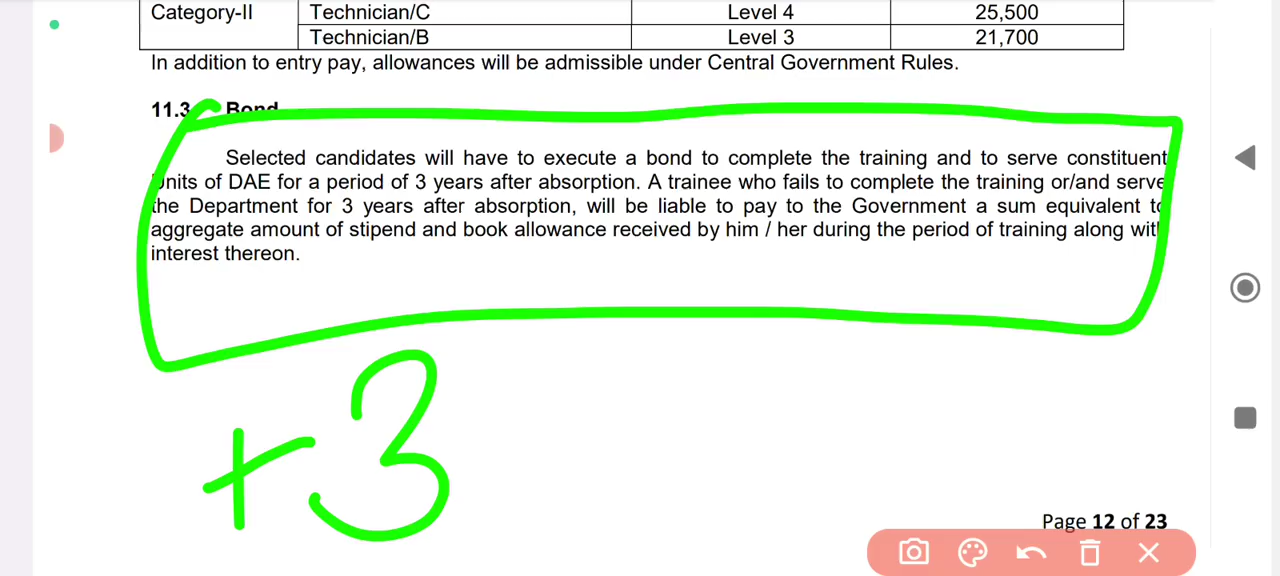 Category-II Technician/C Level 4 25,500
Technician/B Level 3 21,700
In addition to entry pay, allowances will be admissible under Central Government Rules.
11.3 Bond
Selected candidates will have to execute a bond to complete the training and to serve constituent
Units of DAE for a period of 3 years after absorption. A trainee who fails to complete the training or/and serve
the Department for 3 years after absorption, will be liable to pay to the Government a sum equivalent to
aggregate amount of stipend and book allowance received by him / her during the period of training along with
interest thereon.
+3
Page 12 of 23